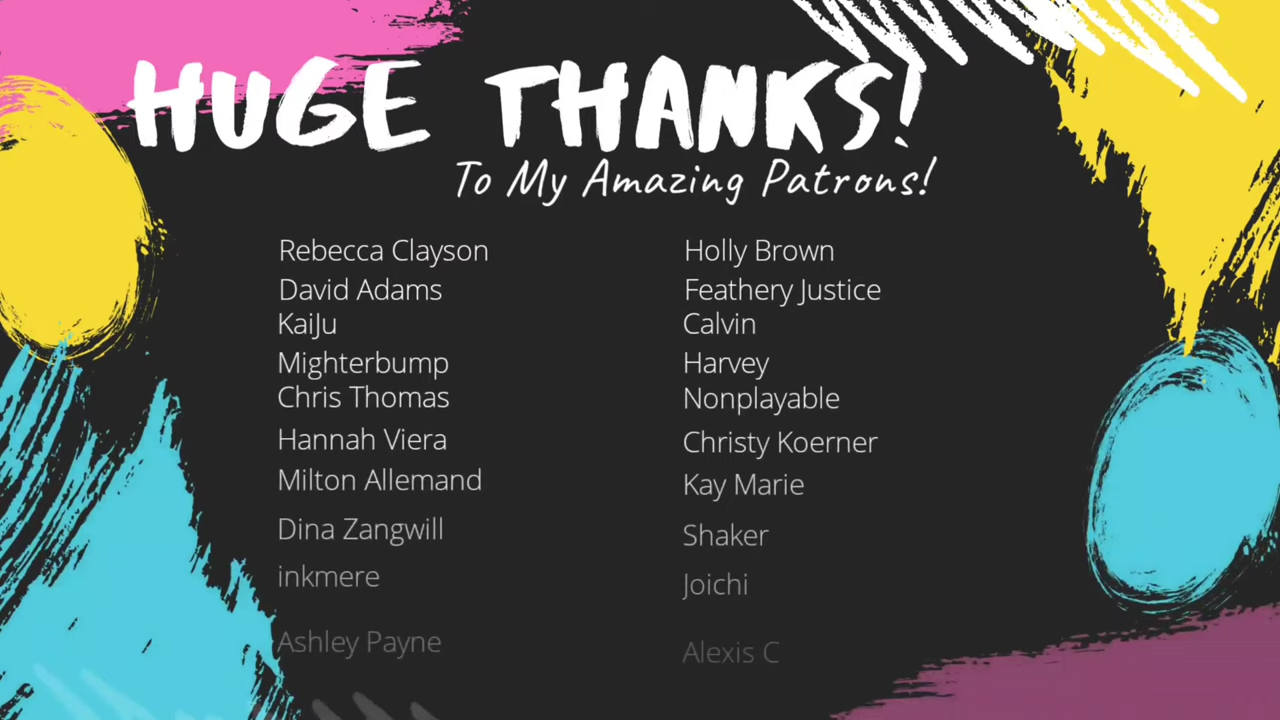 HUGE THANKS!
To My Amazing Patrons!
Rebecca Clayson
David Adams
KaiJu
Mighterbump
Chris Thomas
Hannah Viera
Milton Allemand
Dina Zangwill
inkmere
Ashley Payne
Holly Brown
Feathery Justice
Calvin
Harvey
Nonplayable
Christy Koerner
Kay Marie
Shaker
Joichi
Alexis C